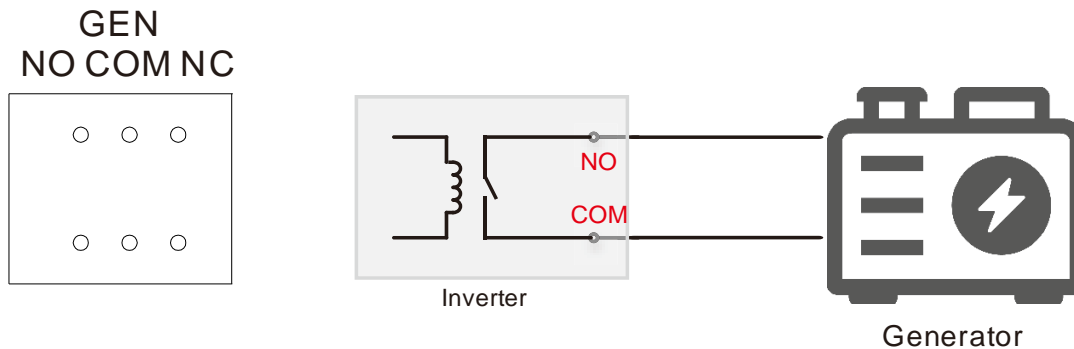 GEN
NO COM NC
NO
COM
Inverter
Generator